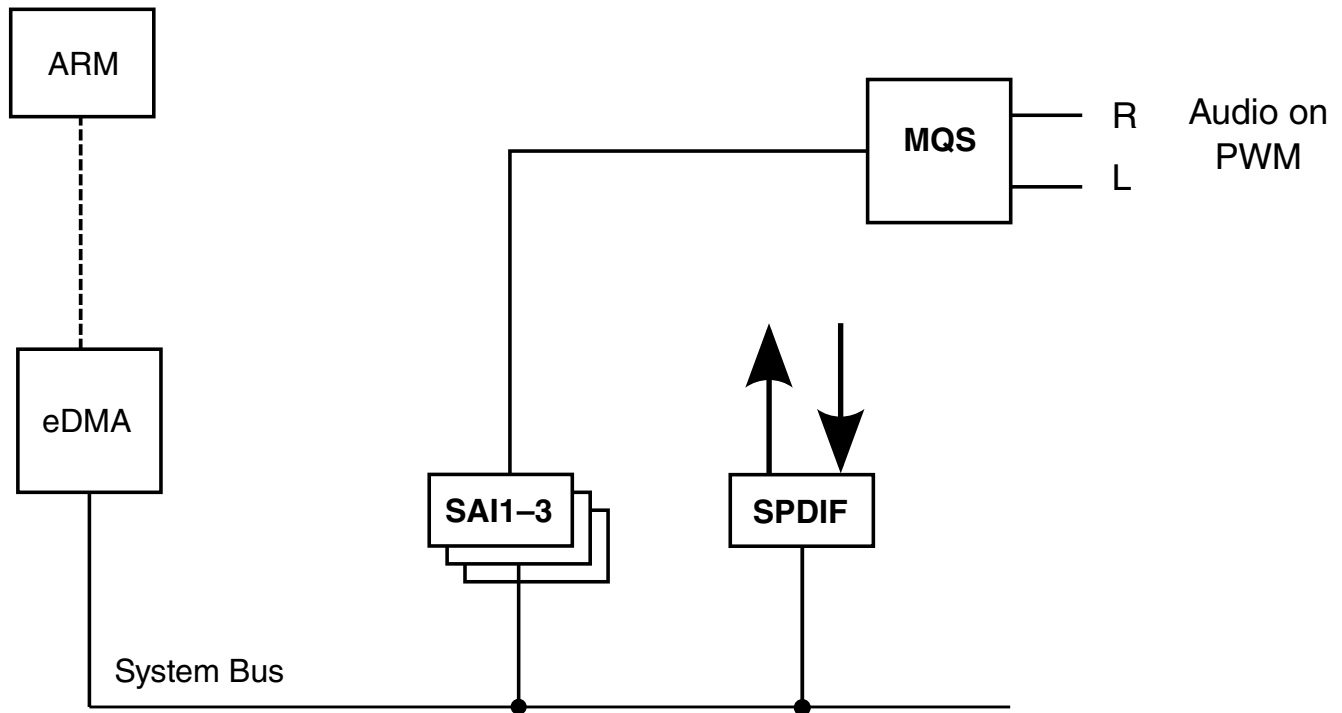 ARM
MQS
R
L
Audio on
PWM
eDMA
SAI1–3
SPDIF
System Bus